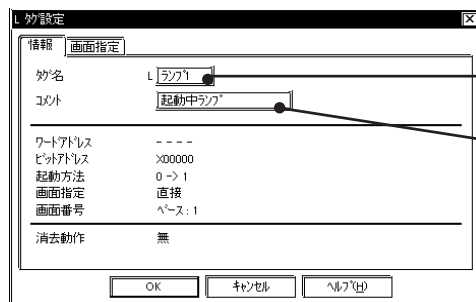 L ﾀｸﾞ設定
情報 画面指定
ﾀｸﾞ名 L ﾗﾝﾌﾟ1
ｺﾒﾝﾄ 起動中ﾗﾝﾌﾟ
ﾜｰﾄﾞｱﾄﾞﾚｽ ----
ﾋﾞｯﾄｱﾄﾞﾚｽ X00000
起動方法 0 -> 1
画面指定 直接
画面番号 ﾍﾞｰｽ : 1
消去動作 無
OK ｷｬﾝｾﾙ ﾍﾙﾌﾟ(H)